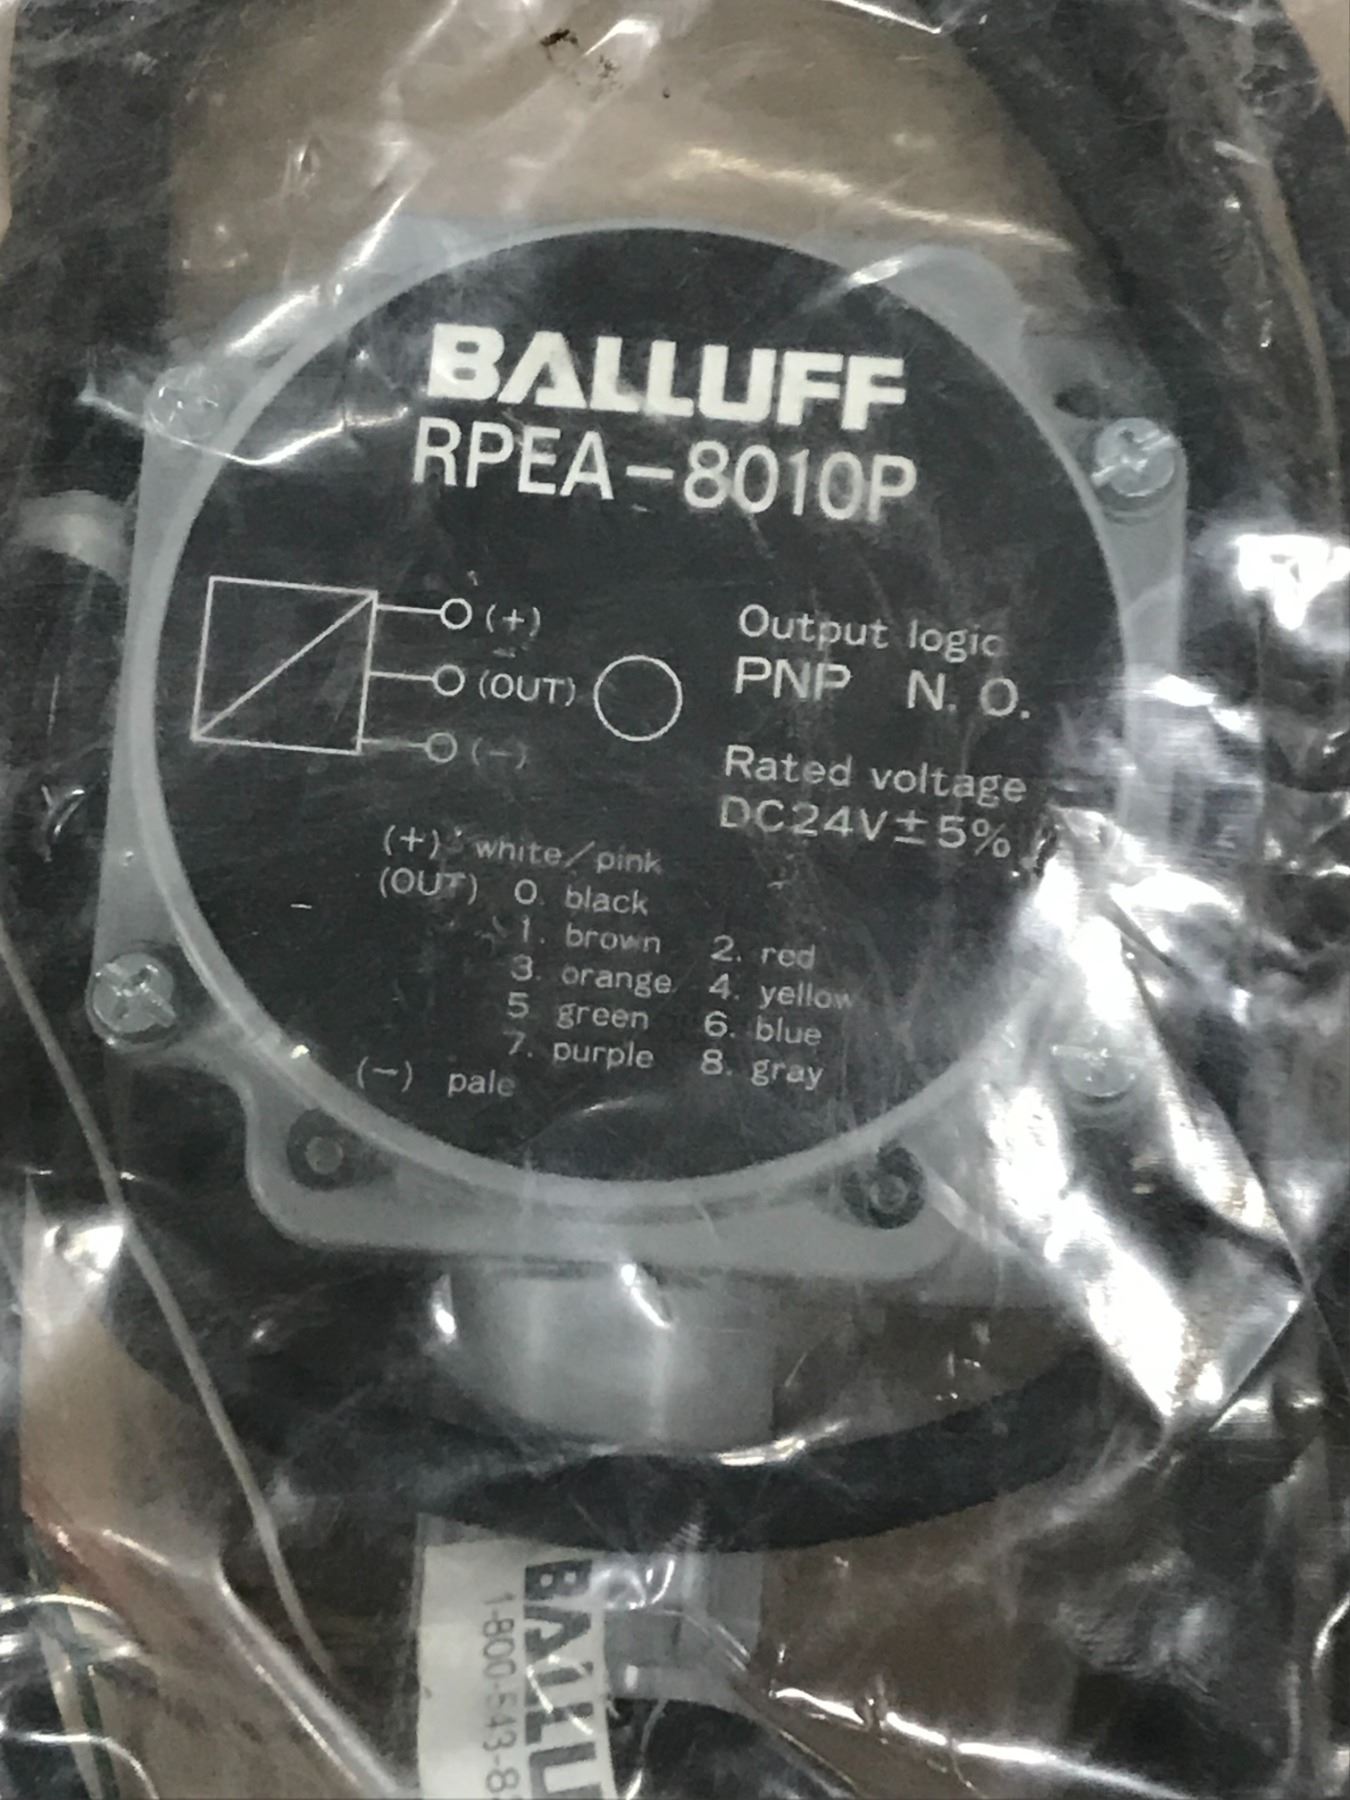 BALLUFF
RPEA-8010P
(+)
(OUT)
(-)
Output logic
PNP N. O.
Rated voltage
DC24V±5%
(+) white/pink
(OUT) 0. black
1. brown 2. red
3. orange 4. yellow
5 green 6. blue
7. purple 8. gray
(-) pale
BALLUF
1-800-543-8